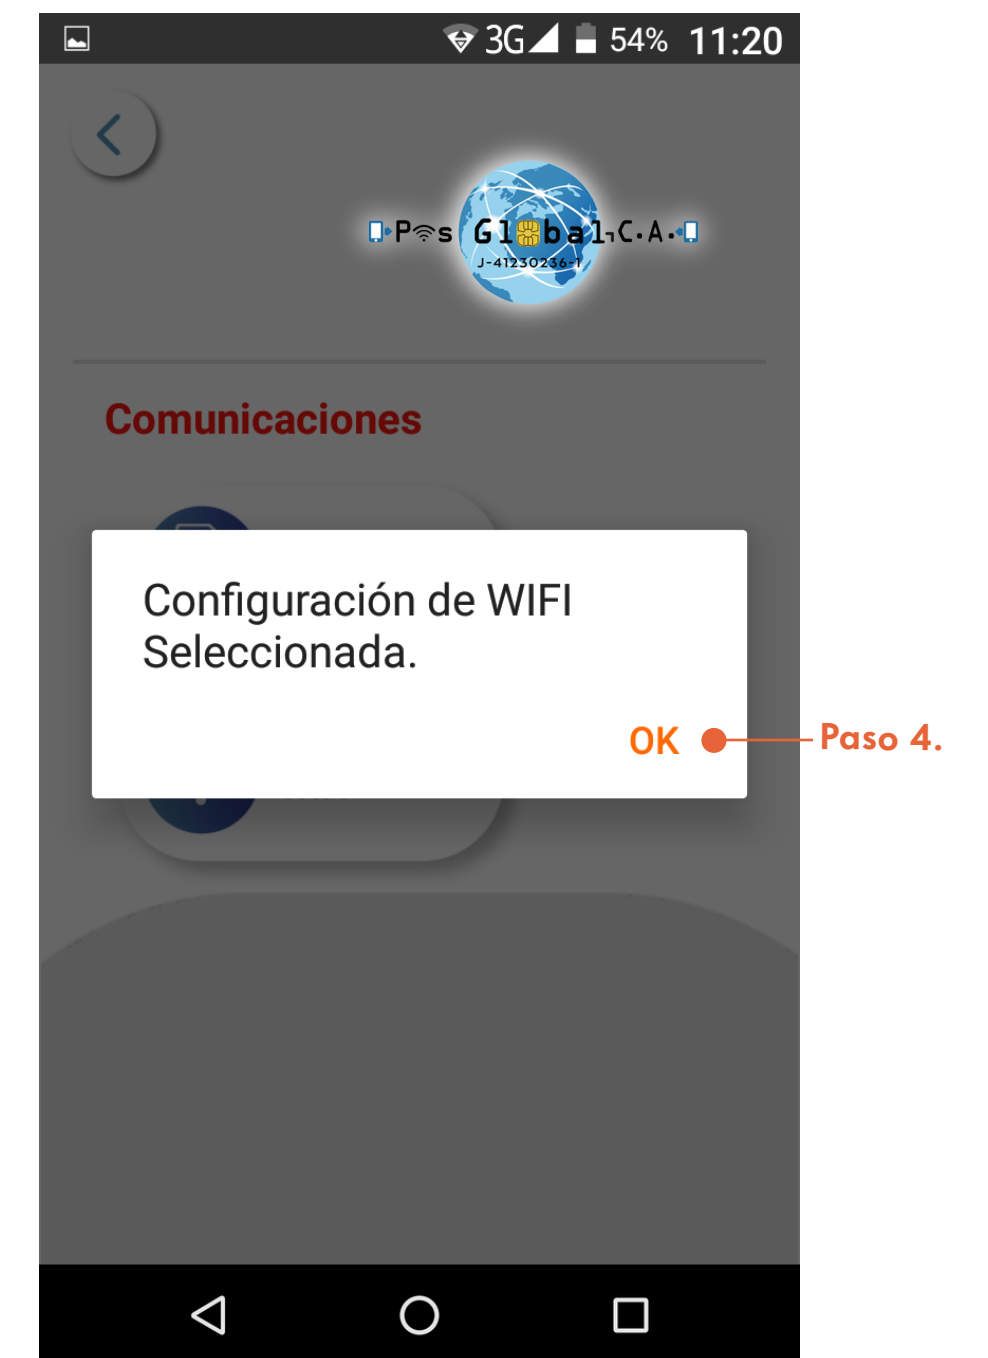 3G 54% 11:20
Pos Global, C.A.
J-41230236-1
Comunicaciones
Configuración de WIFI
Seleccionada.
OK
Paso 4.